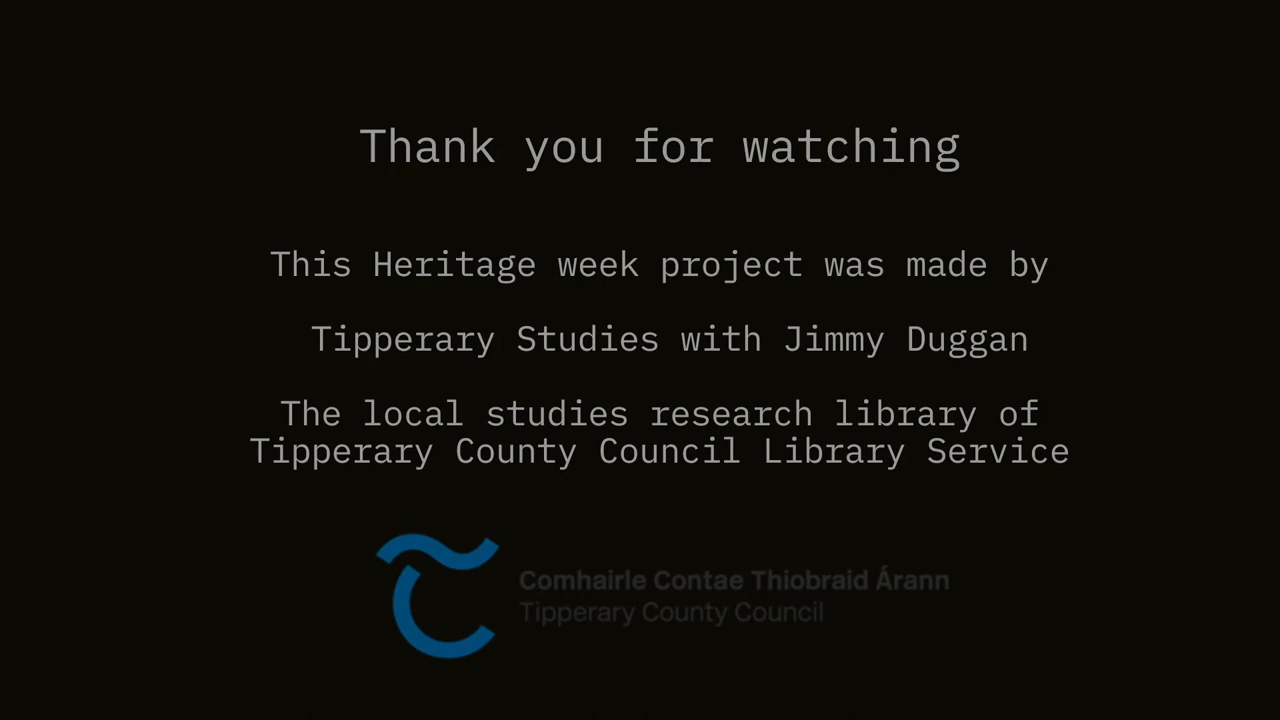 Thank you for watching
This Heritage week project was made by
Tipperary Studies with Jimmy Duggan
The local studies research library of
Tipperary County Council Library Service
Comhairle Contae Thiobraid Árann
Tipperary County Council